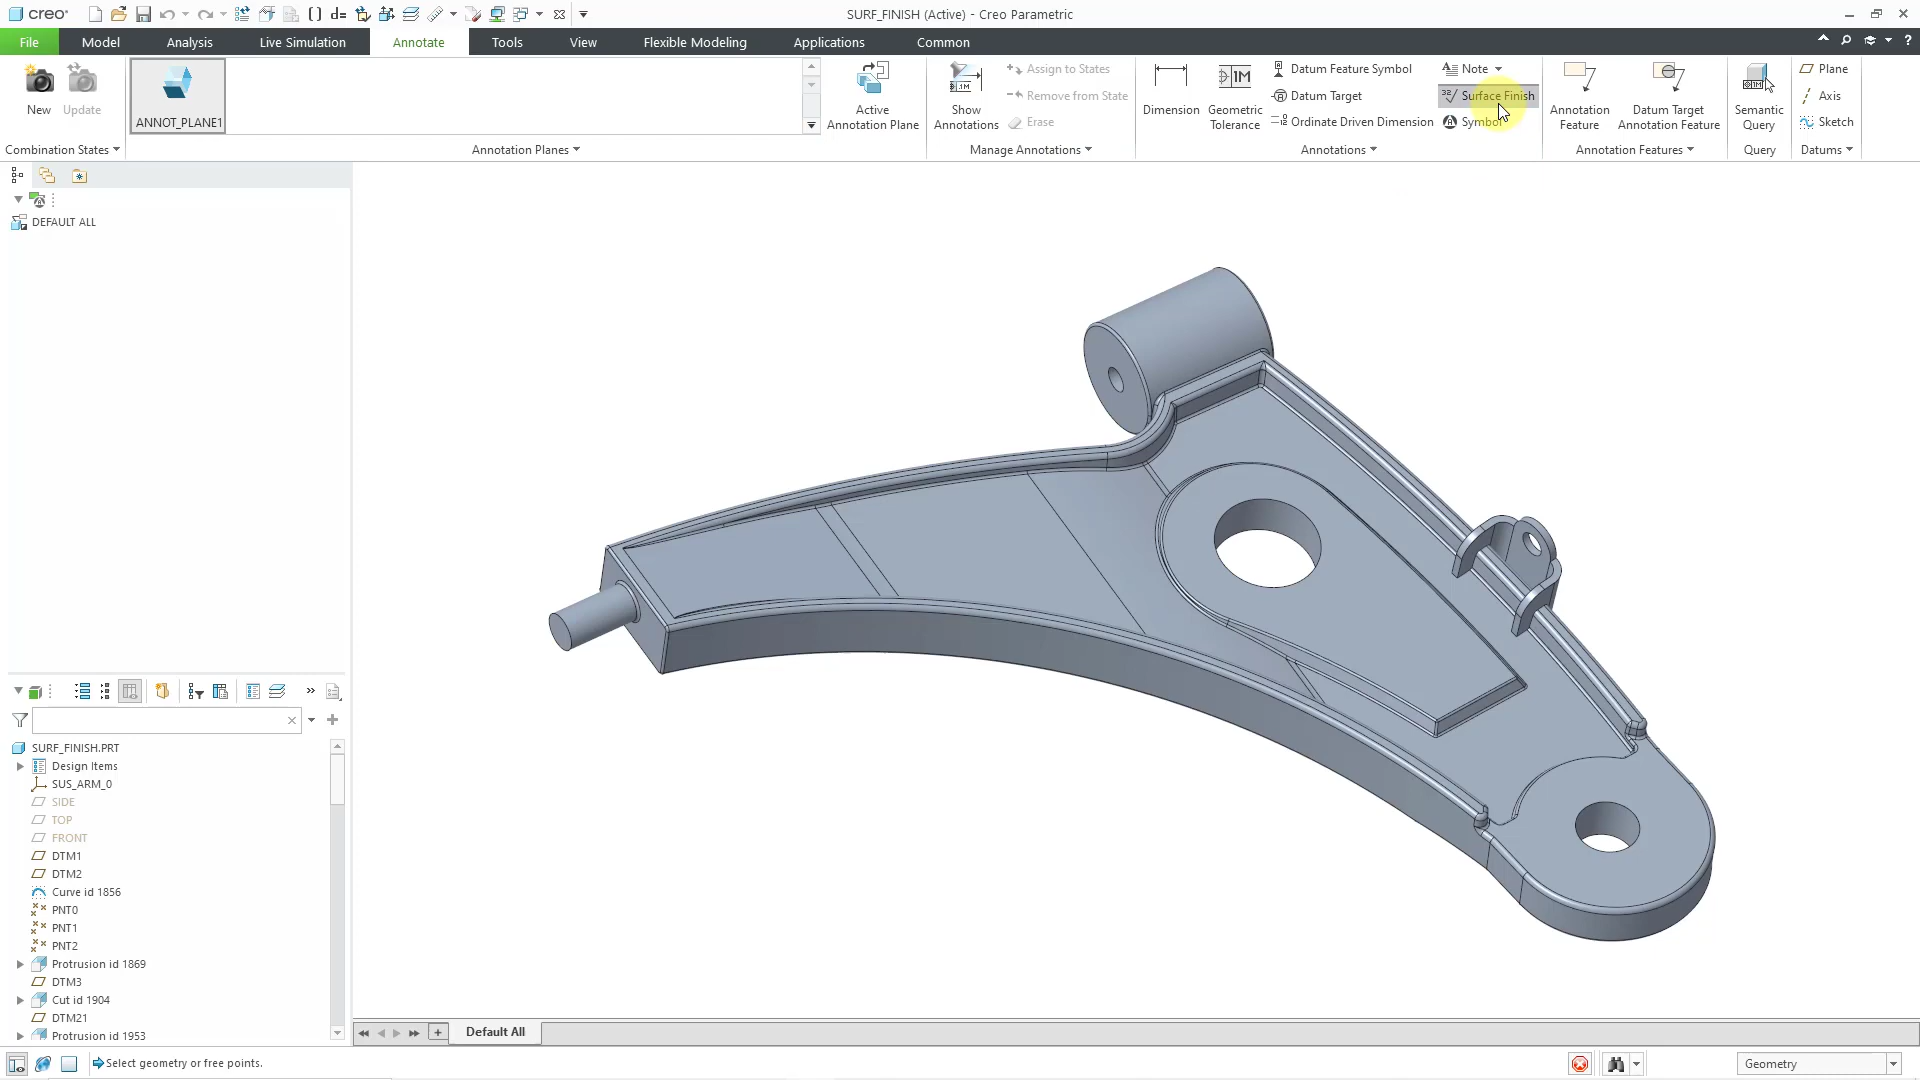 creo
SURF_FINISH (Active) - Creo Parametric
File
Model
Analysis
Live Simulation
Annotate
Tools
View
Flexible Modeling
Applications
Common
New
Update
Combination States
ANNOT_PLANE1
Annotation Planes
Active
Annotation Plane
Show
Annotations
Assign to States
Remove from State
Erase
Manage Annotations
Dimension
Geometric
Tolerance
Datum Feature Symbol
Datum Target
Ordinate Driven Dimension
Note
Surface Finish
Symbol
Annotations
Annotation
Feature
Datum Target
Annotation Feature
Annotation Features
Semantic
Query
Query
Plane
Axis
Sketch
Datums
DEFAULT ALL
SURF_FINISH.PRT
Design Items
SUS_ARM_0
SIDE
TOP
FRONT
DTM1
DTM2
Curve id 1856
PNT0
PNT1
PNT2
Protrusion id 1869
DTM3
Cut id 1904
DTM21
Protrusion id 1953
Default All
Select geometry or free points.
Geometry